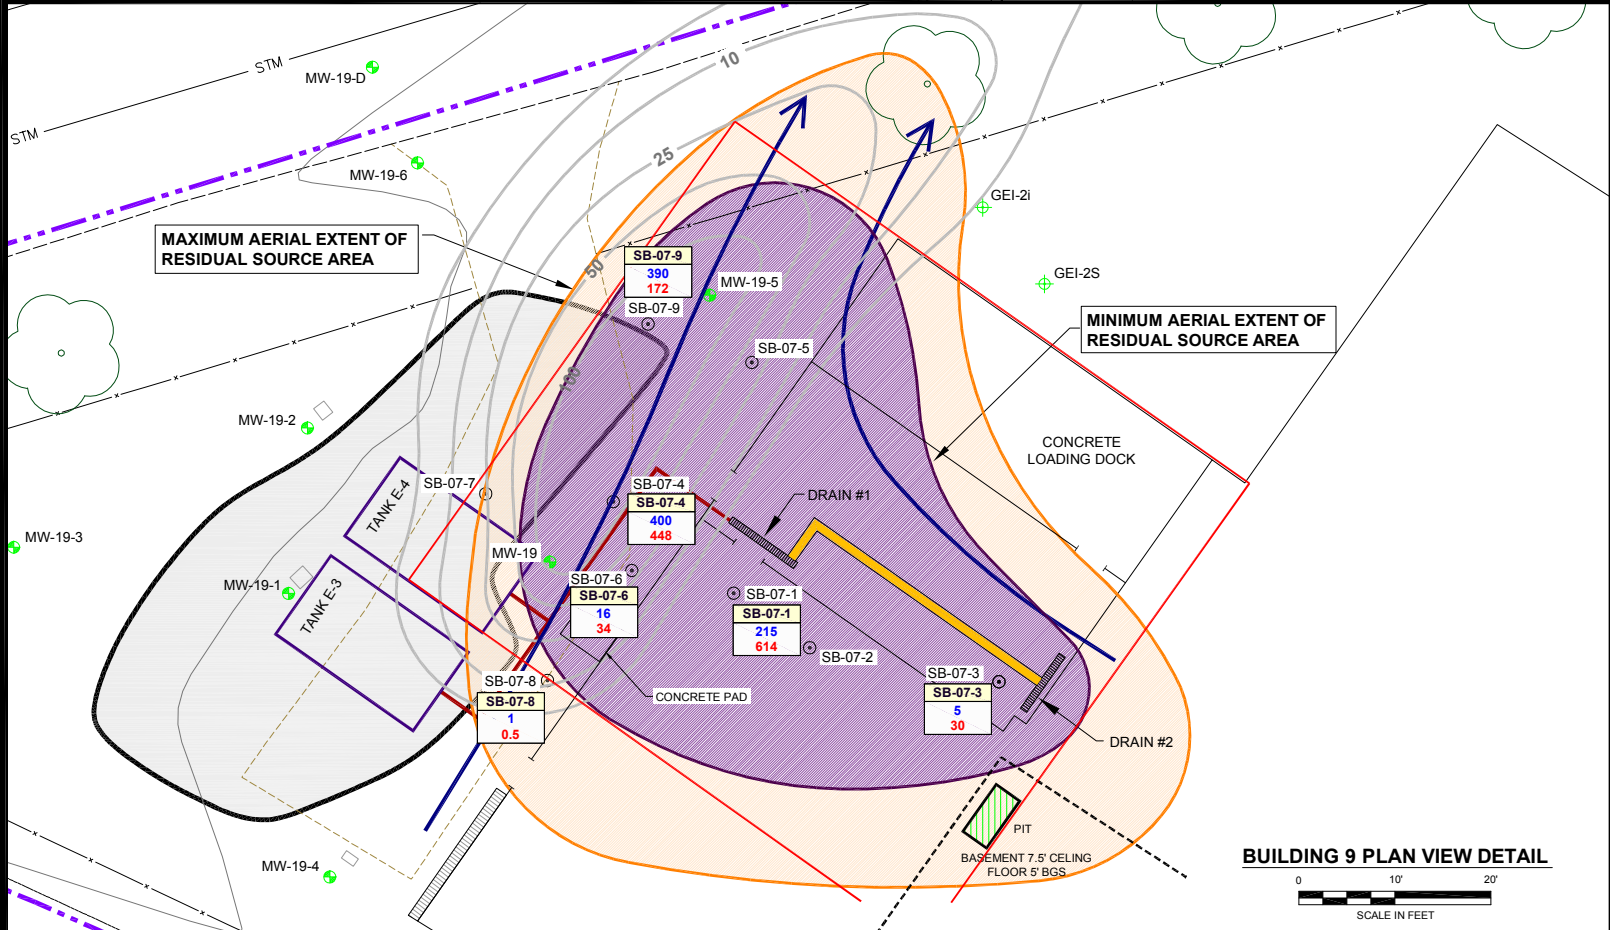 STM
STM
MW-19-D
10
25
MW-19-6
GEI-2i
MAXIMUM AERIAL EXTENT OF
RESIDUAL SOURCE AREA
SB-07-9
390
172
50
MW-19-5
GEI-2S
SB-07-9
MINIMUM AERIAL EXTENT OF
RESIDUAL SOURCE AREA
SB-07-5
100
MW-19-2
CONCRETE
LOADING DOCK
SB-07-7
SB-07-4
TANK E-4
SB-07-4
400
448
DRAIN #1
MW-19-3
MW-19
SB-07-6
MW-19-1
TANK E-3
SB-07-6
16
34
SB-07-1
SB-07-1
215
614
SB-07-2
SB-07-3
SB-07-8
SB-07-3
5
30
CONCRETE PAD
SB-07-8
1
0.5
DRAIN #2
PIT
BASEMENT 7.5' CELING
FLOOR 5' BGS
MW-19-4
BUILDING 9 PLAN VIEW DETAIL
0 10' 20'
SCALE IN FEET